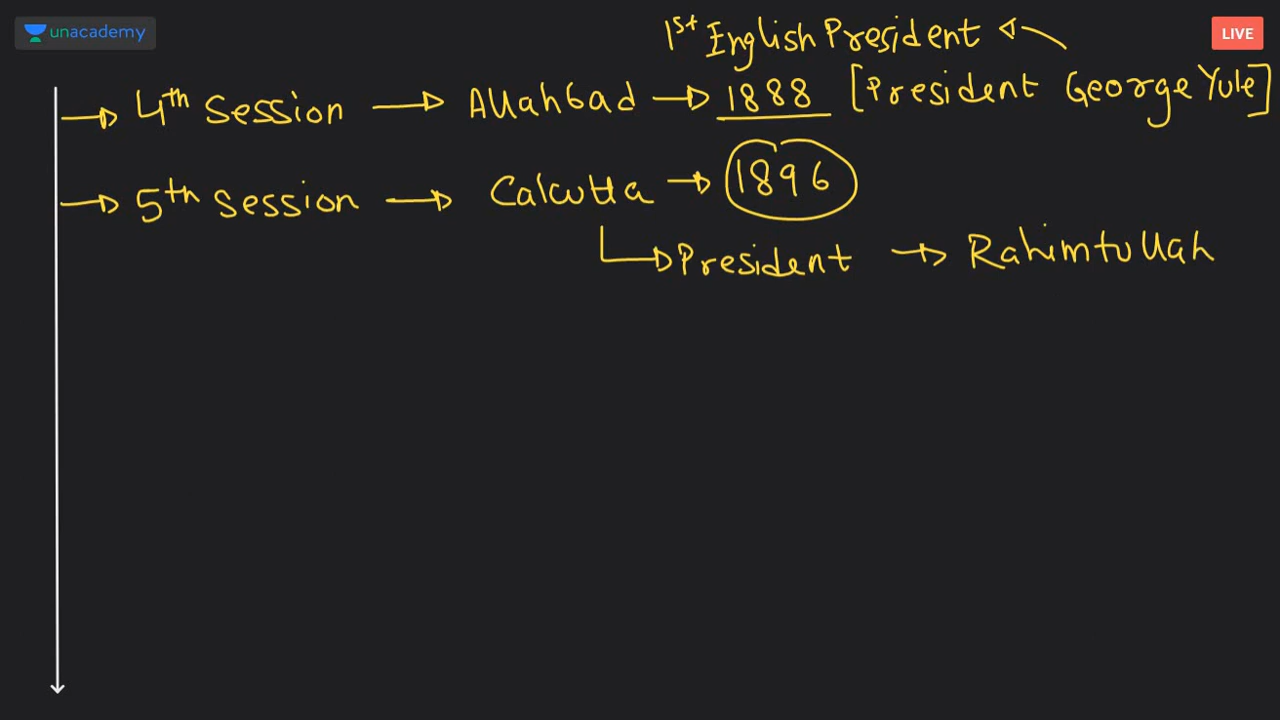 unacademy
LIVE
1st English President
4th Session → Allahbad → 1888 [President George Yule]
5th Session → Calcutta → 1896
President → Rahimtullah